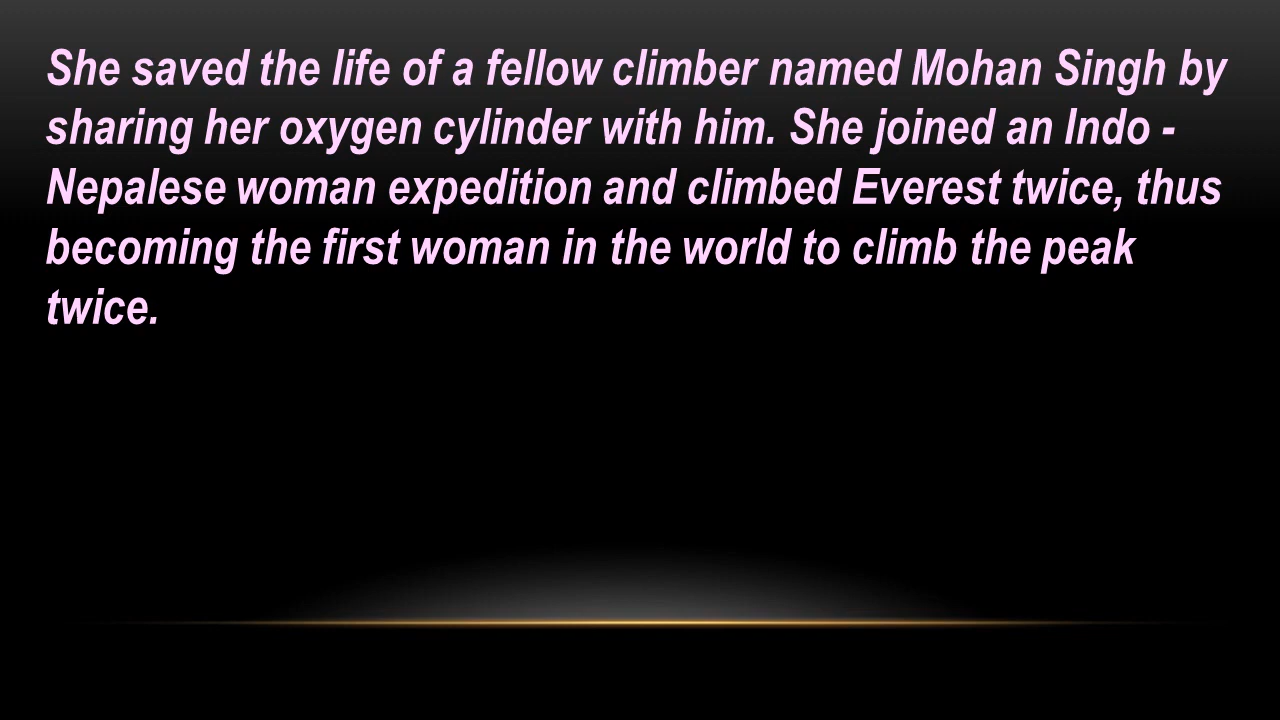 She saved the life of a fellow climber named Mohan Singh by
sharing her oxygen cylinder with him. She joined an Indo -
Nepalese woman expedition and climbed Everest twice, thus
becoming the first woman in the world to climb the peak
twice.